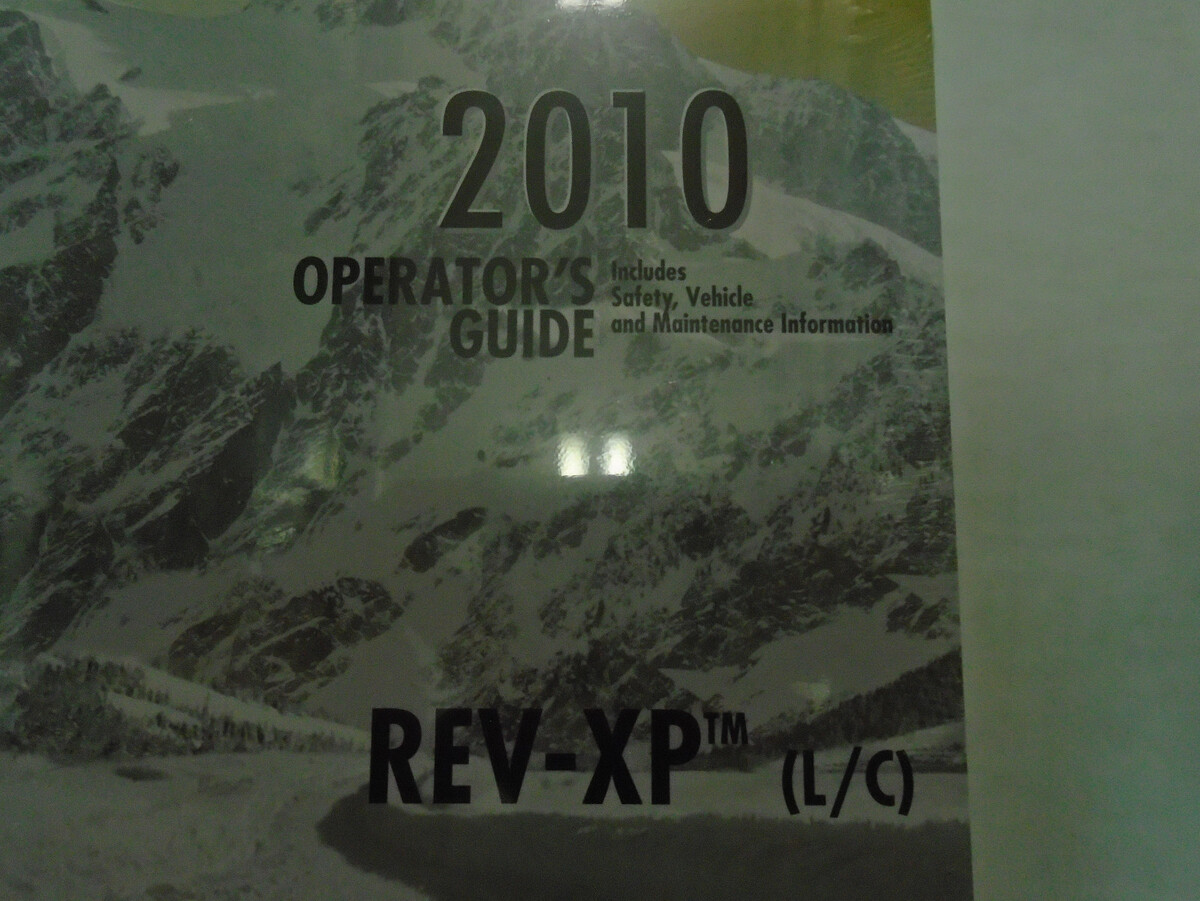 2010
OPERATOR'S
GUIDE
Includes
Safety, Vehicle
and Maintenance Information
REV-XP™
(L/C)